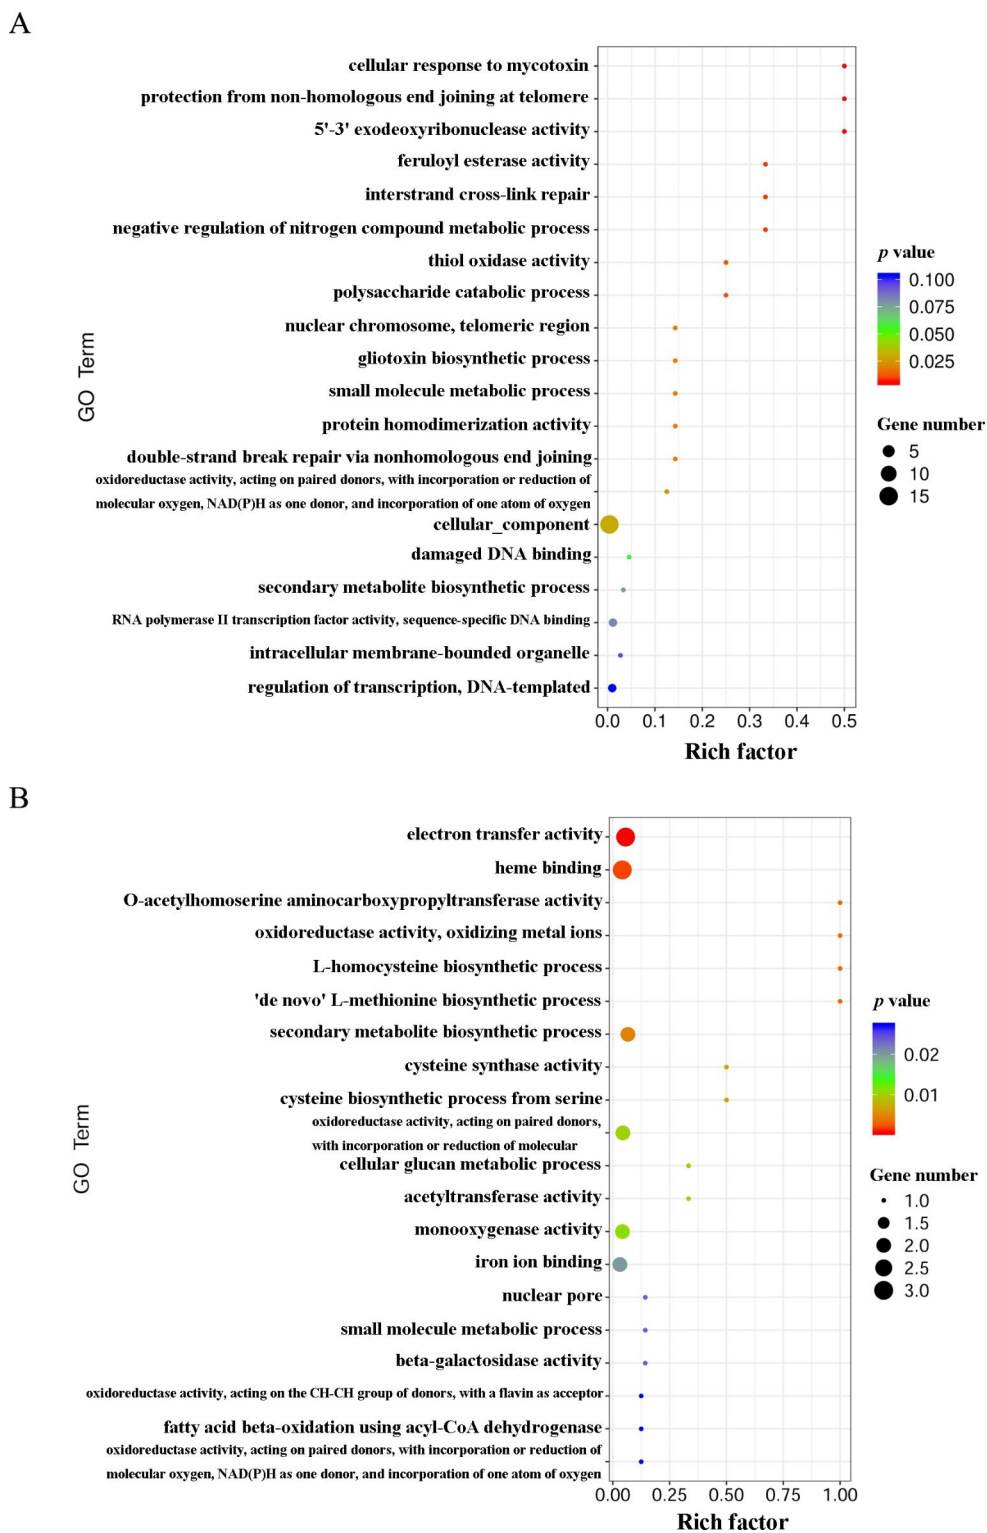 A
cellular response to mycotoxin
protection from non-homologous end joining at telomere
5'-3' exodeoxyribonuclease activity
feruloyl esterase activity
interstrand cross-link repair
negative regulation of nitrogen compound metabolic process
thiol oxidase activity
polysaccharide catabolic process
nuclear chromosome, telomeric region
gliotoxin biosynthetic process
small molecule metabolic process
protein homodimerization activity
double-strand break repair via nonhomologous end joining
oxidoreductase activity, acting on paired donors, with incorporation or reduction of
molecular oxygen, NAD(P)H as one donor, and incorporation of one atom of oxygen
cellular_component
damaged DNA binding
secondary metabolite biosynthetic process
RNA polymerase II transcription factor activity, sequence-specific DNA binding
intracellular membrane-bounded organelle
regulation of transcription, DNA-templated
GO Term
0.0 0.1 0.2 0.3 0.4 0.5
Rich factor
p value
0.100
0.075
0.050
0.025
Gene number
5
10
15
B
electron transfer activity
heme binding
O-acetylhomoserine aminocarboxypropyltransferase activity
oxidoreductase activity, oxidizing metal ions
L-homocysteine biosynthetic process
'de novo' L-methionine biosynthetic process
secondary metabolite biosynthetic process
cysteine synthase activity
cysteine biosynthetic process from serine
oxidoreductase activity, acting on paired donors,
with incorporation or reduction of molecular
cellular glucan metabolic process
acetyltransferase activity
monooxygenase activity
iron ion binding
nuclear pore
small molecule metabolic process
beta-galactosidase activity
oxidoreductase activity, acting on the CH-CH group of donors, with a flavin as acceptor
fatty acid beta-oxidation using acyl-CoA dehydrogenase
oxidoreductase activity, acting on paired donors, with incorporation or reduction of
molecular oxygen, NAD(P)H as one donor, and incorporation of one atom of oxygen
GO Term
0.00 0.25 0.50 0.75 1.00
Rich factor
p value
0.02
0.01
Gene number
1.0
1.5
2.0
2.5
3.0